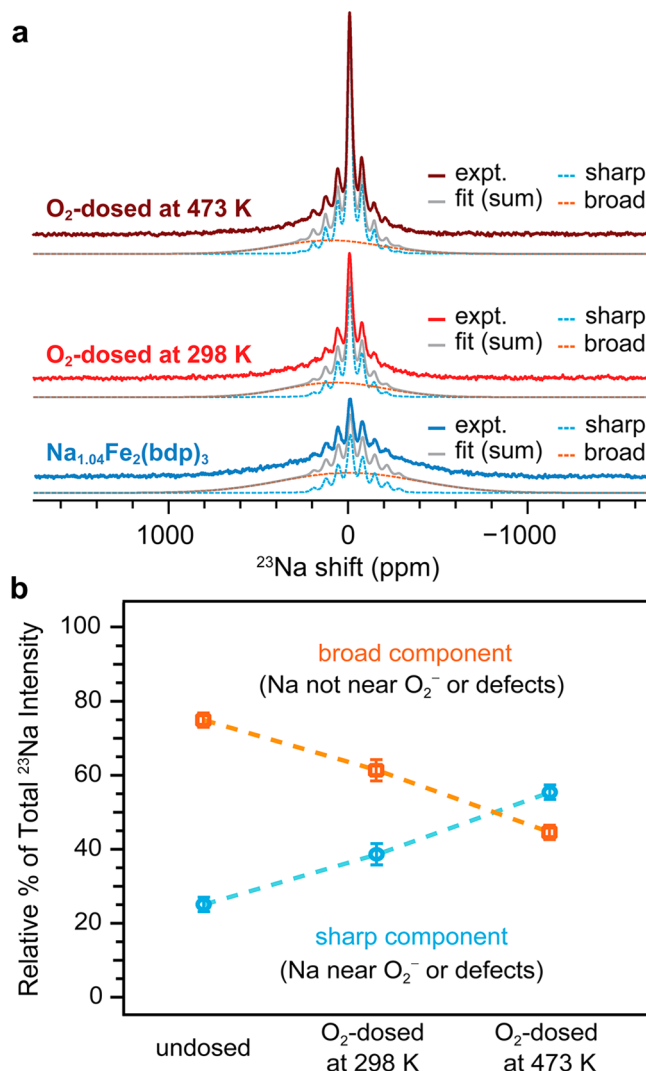 a
expt. sharp
fit (sum) broad
O₂-dosed at 473 K
expt. sharp
fit (sum) broad
O₂-dosed at 298 K
expt. sharp
fit (sum) broad
Na₁.₀₄Fe₂(bdp)₃
1000 0 −1000
²³Na shift (ppm)
b
Relative % of Total ²³Na Intensity
100
80
60
40
20
0
broad component
(Na not near O₂⁻ or defects)
sharp component
(Na near O₂⁻ or defects)
undosed
O₂-dosed
at 298 K
O₂-dosed
at 473 K